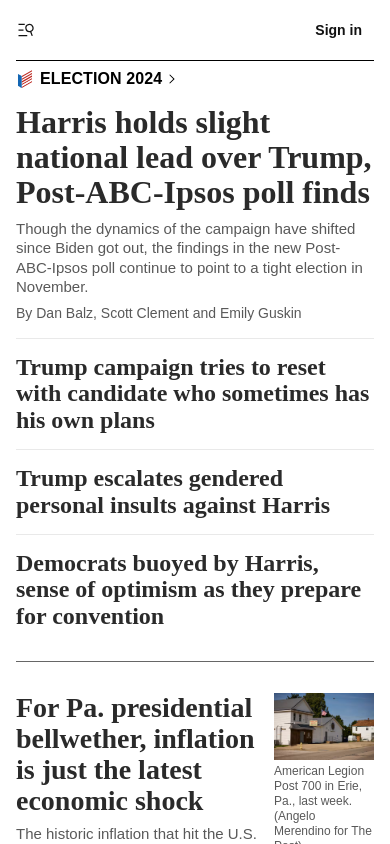 Sign in
ELECTION 2024
Harris holds slight
national lead over Trump,
Post-ABC-Ipsos poll finds
Though the dynamics of the campaign have shifted
since Biden got out, the findings in the new Post-
ABC-Ipsos poll continue to point to a tight election in
November.
By Dan Balz, Scott Clement and Emily Guskin
Trump campaign tries to reset
with candidate who sometimes has
his own plans
Trump escalates gendered
personal insults against Harris
Democrats buoyed by Harris,
sense of optimism as they prepare
for convention
For Pa. presidential
bellwether, inflation
is just the latest
economic shock
The historic inflation that hit the U.S.
American Legion
Post 700 in Erie,
Pa., last week.
(Angelo
Merendino for The
Post)